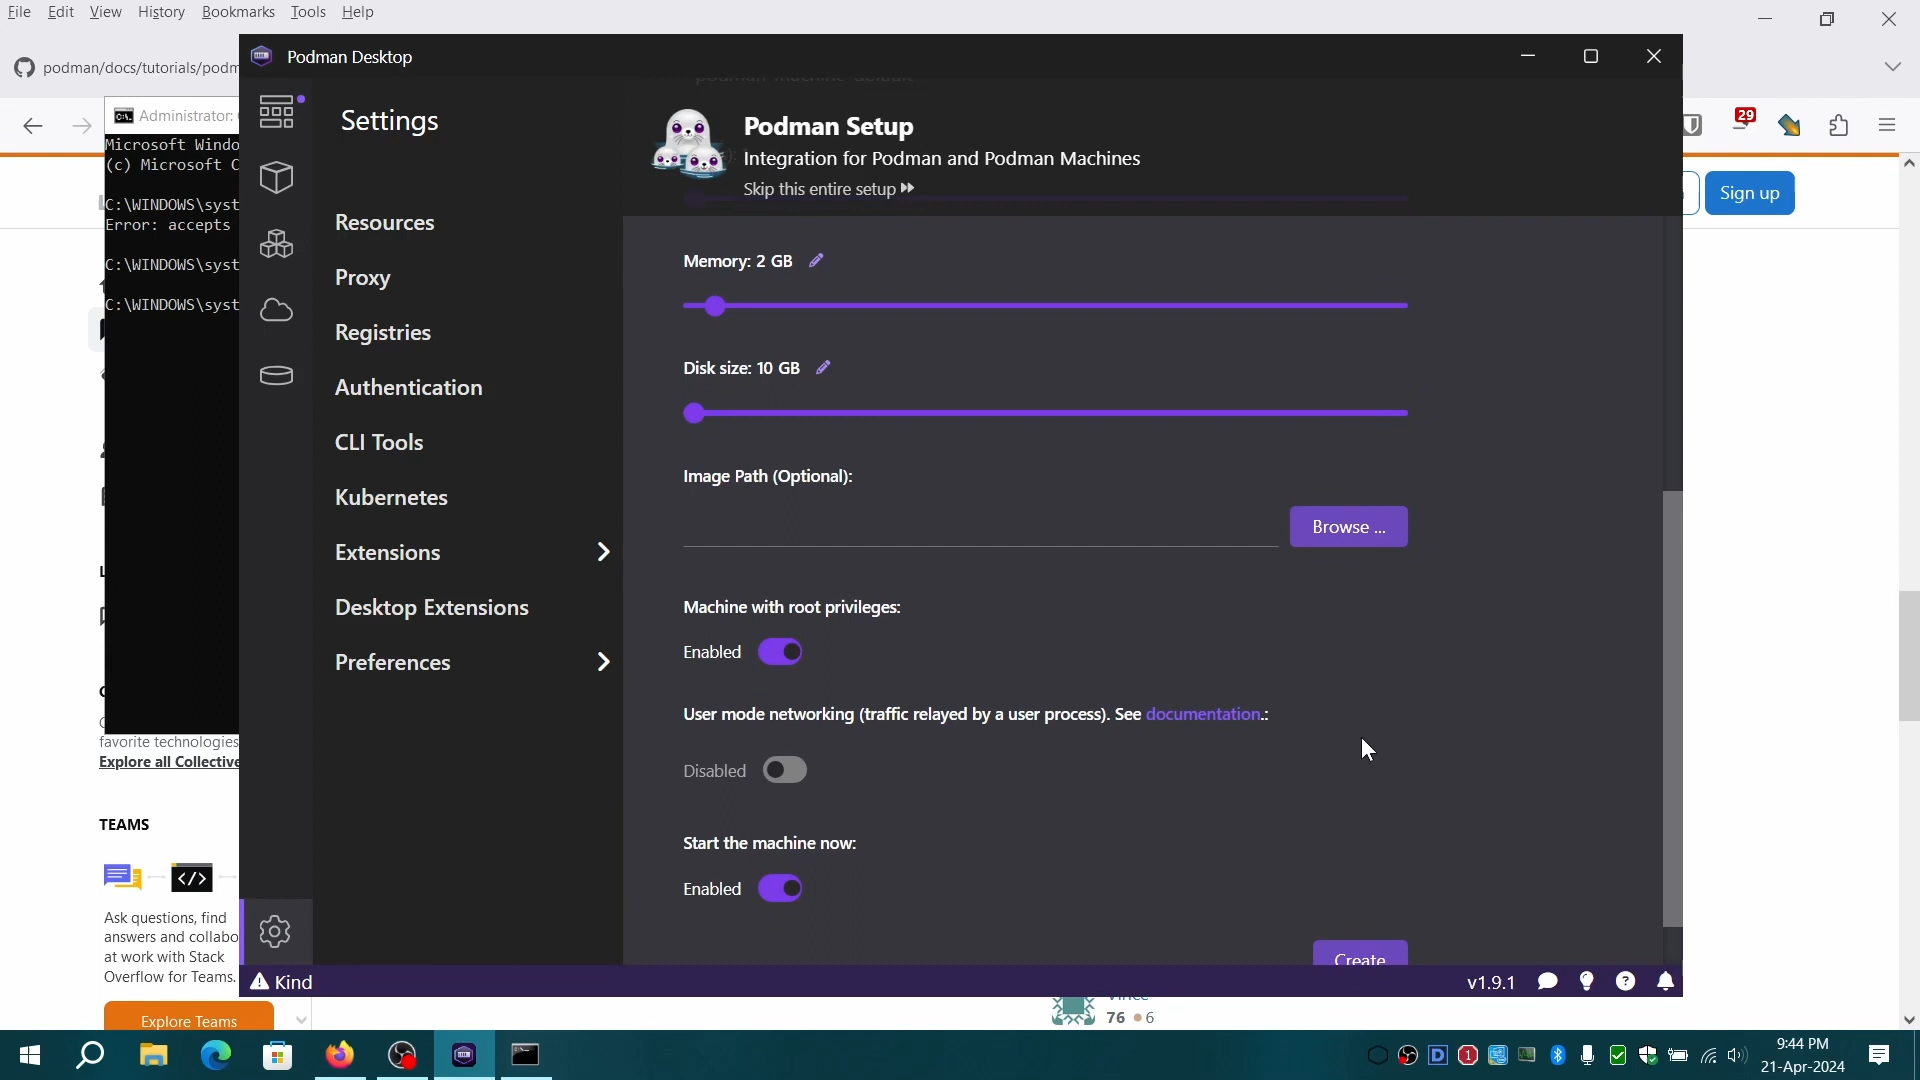 File Edit View History Bookmarks Tools Help
podman/docs/tutorials/podm
Podman Desktop
Administrator:
Microsoft Windo
(c) Microsoft C
C:\WINDOWS\syst
Error: accepts
C:\WINDOWS\syst
C:\WINDOWS\syst
Settings
Resources
Proxy
Registries
Authentication
CLI Tools
Kubernetes
Extensions
Desktop Extensions
Preferences
podman-machine-default
Podman Setup
Integration for Podman and Podman Machines
Skip this entire setup
Memory: 2 GB
Disk size: 10 GB
Image Path (Optional):
Browse ...
Machine with root privileges:
Enabled
User mode networking (traffic relayed by a user process). See documentation.:
Disabled
Start the machine now:
Enabled
Create
Kind
v1.9.1
29
Sign up
favorite technologies
Explore all Collective
TEAMS
Ask questions, find
answers and collabo
at work with Stack
Overflow for Teams.
Explore Teams
Vince
76 6
9:44 PM
21-Apr-2024